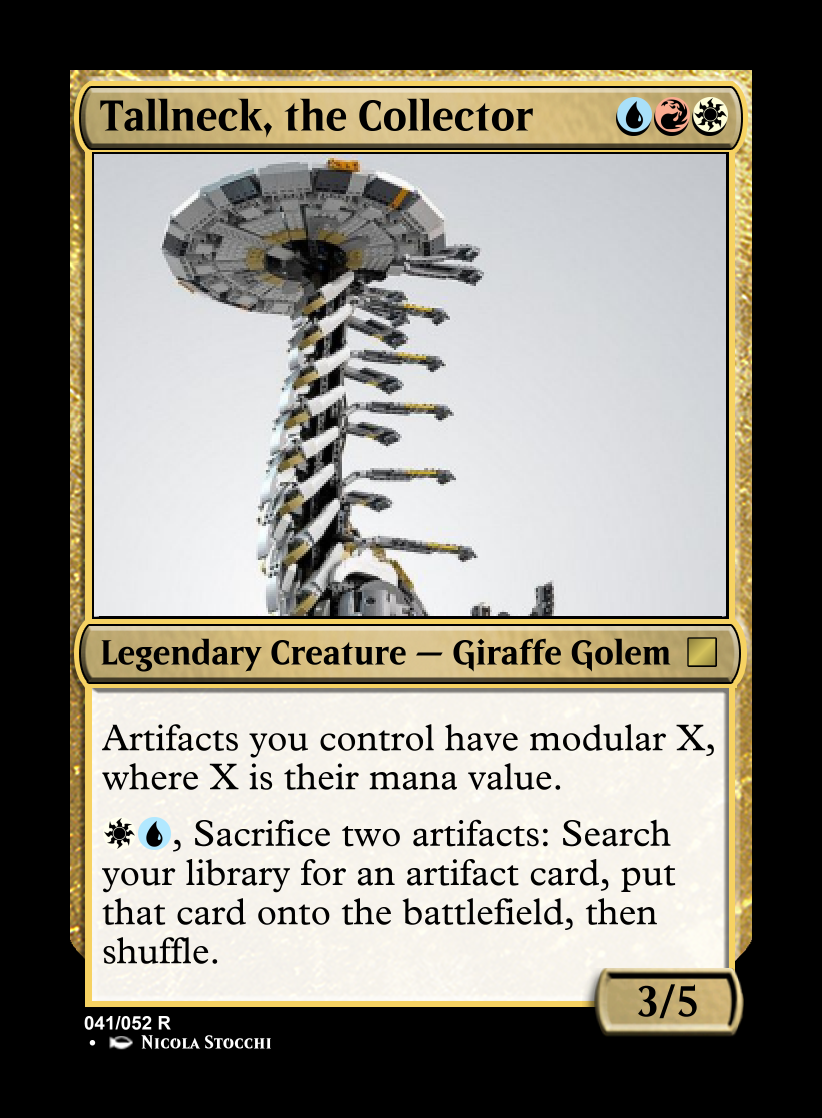 Tallneck, the Collector
Legendary Creature — Giraffe Golem
Artifacts you control have modular X,
where X is their mana value.
, Sacrifice two artifacts: Search
your library for an artifact card, put
that card onto the battlefield, then
shuffle.
3/5
041/052 R
• Nicola Stocchi